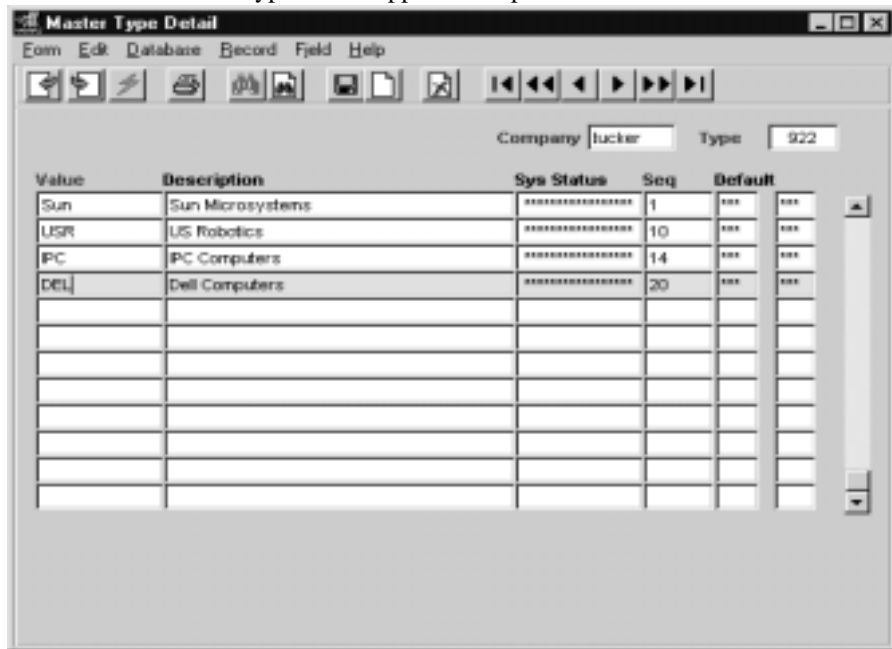 Master Type Detail
Form Edit Database Record Field Help
Company tucker Type 922
Value Description Sys Status Seq Default
Sun Sun Microsystems ****************** 1 *** ***
USR US Robotics ****************** 10 *** ***
IPC IPC Computers ****************** 14 *** ***
DEL Dell Computers ****************** 20 *** ***